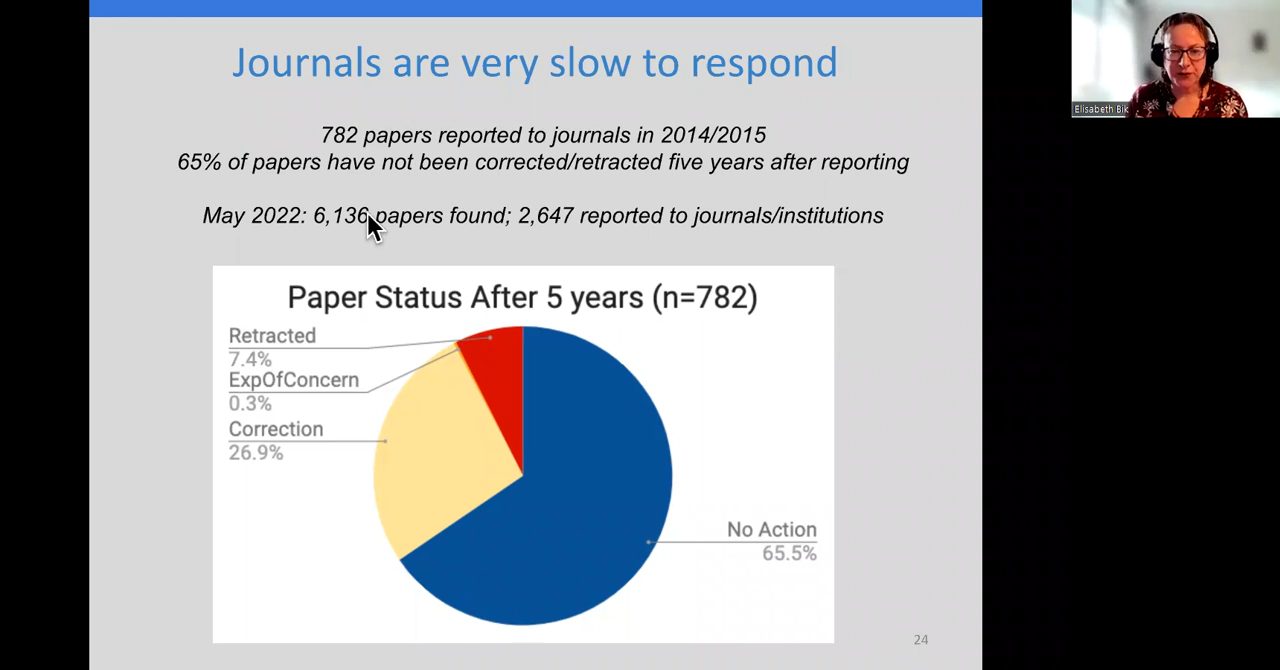 Journals are very slow to respond
782 papers reported to journals in 2014/2015
65% of papers have not been corrected/retracted five years after reporting
May 2022: 6,136 papers found; 2,647 reported to journals/institutions
Paper Status After 5 years (n=782)
Retracted
7.4%
ExpOfConcern
0.3%
Correction
26.9%
No Action
65.5%
24
Elisabeth Bik